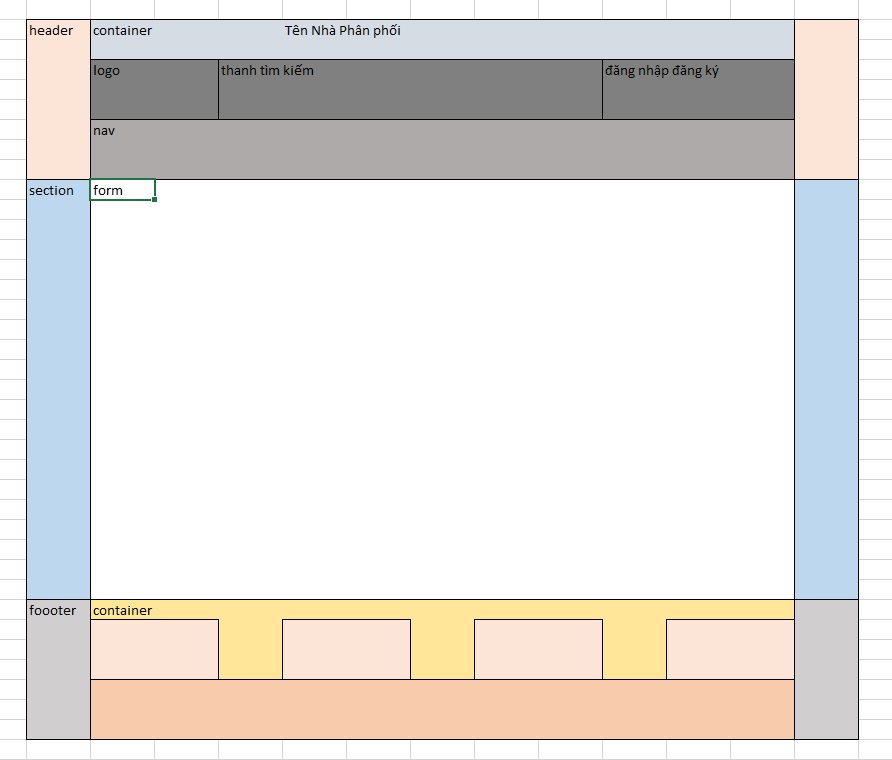 header container Tên Nhà Phân phối
logo thanh tìm kiếm đăng nhập đăng ký
nav
section form
foooter container